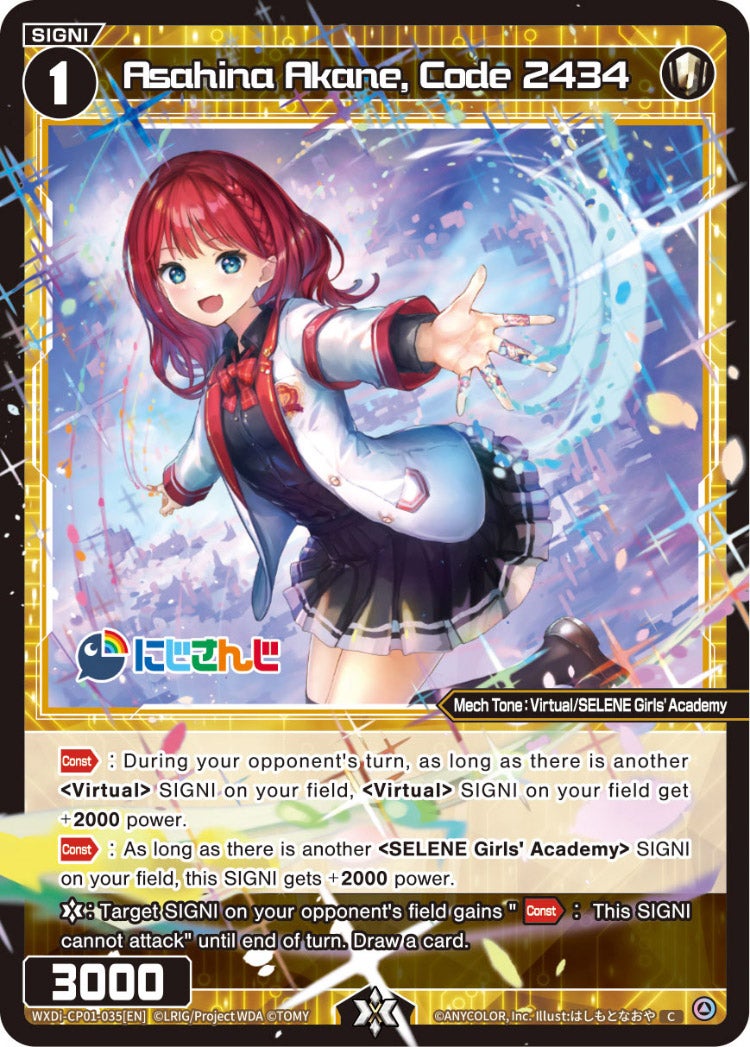 SIGNI
1
Asahina Akane, Code 2434
にじさんじ
Mech Tone:Virtual/SELENE Girls' Academy
Const : During your opponent's turn, as long as there is another
<Virtual> SIGNI on your field, <Virtual> SIGNI on your field get
+2000 power.
Const : As long as there is another <SELENE Girls' Academy> SIGNI
on your field, this SIGNI gets +2000 power.
: Target SIGNI on your opponent's field gains " Const : This SIGNI
cannot attack" until end of turn. Draw a card.
3000
WXDi-CP01-035[EN] ©LRIG/Project WDA ©TOMY ©ANYCOLOR, Inc. Illust:はしもとなおや C